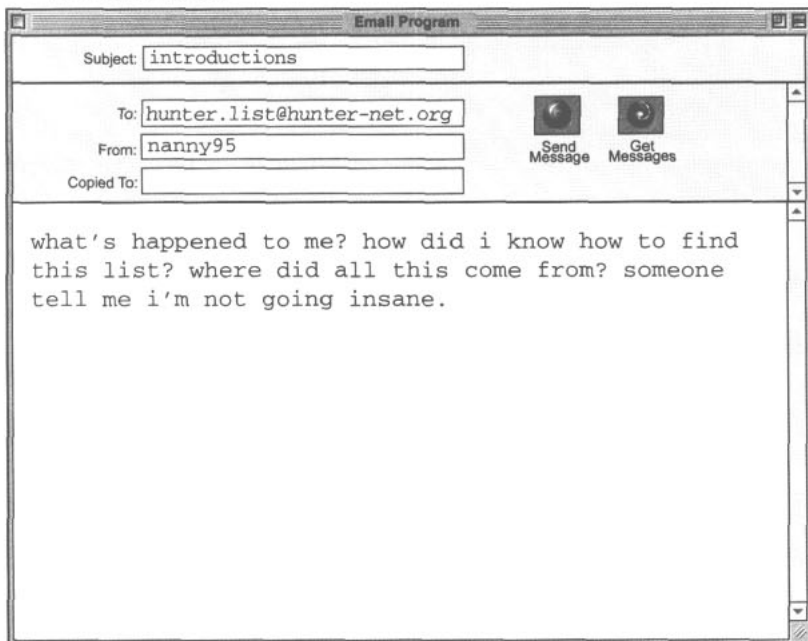 Email Program
Subject: introductions
To: hunter.list@hunter-net.org
From: nanny95
Copied To:
Send Message
Get Messages
what's happened to me? how did i know how to find
this list? where did all this come from? someone
tell me i'm not going insane.